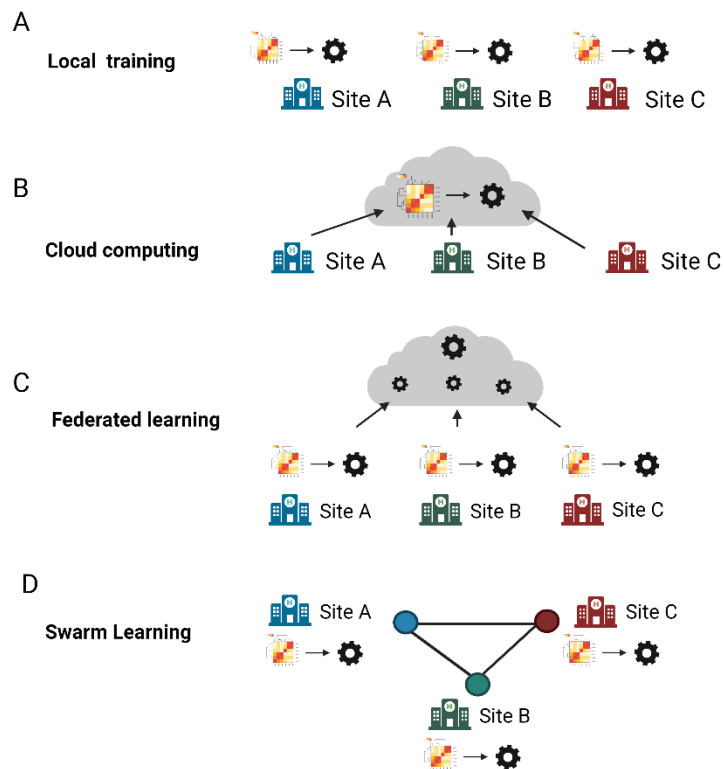 A
Local training
Site A
Site B
Site C
B
Cloud computing
Site A
Site B
Site C
C
Federated learning
Site A
Site B
Site C
D
Swarm Learning
Site A
Site C
Site B